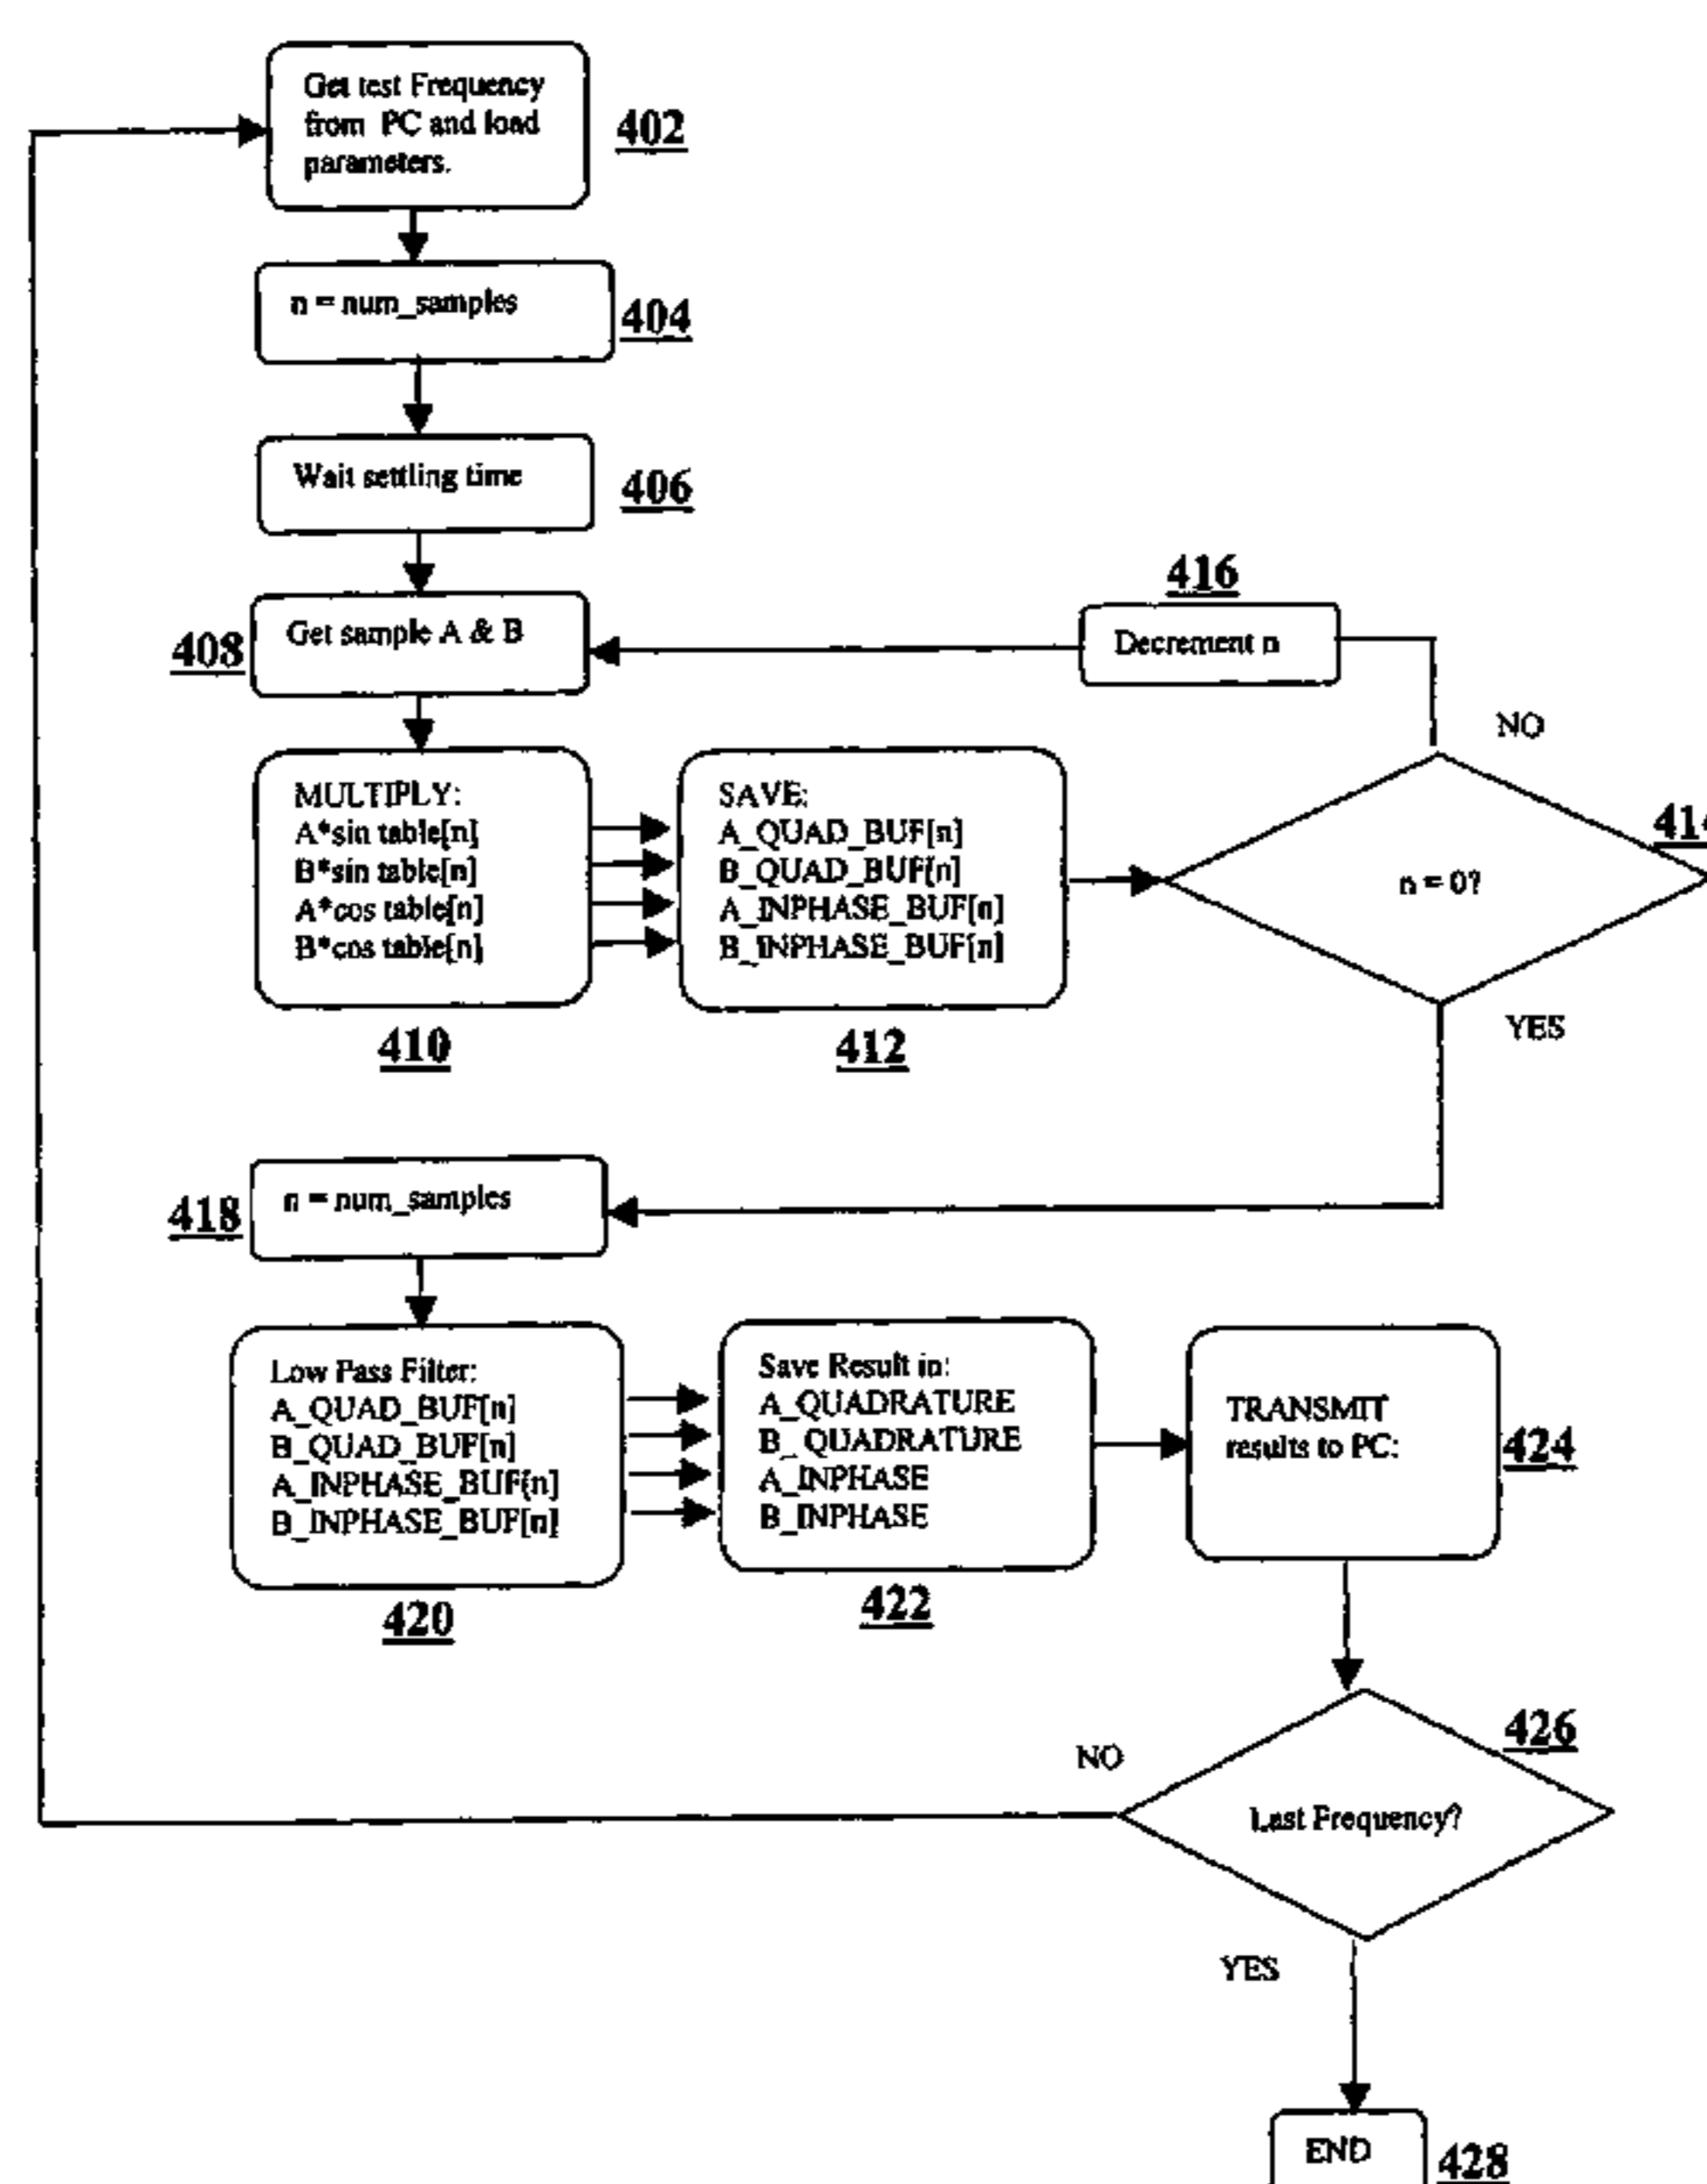 Get test Frequency
from PC and load
parameters.
402
n = num_samples
404
Wait settling time
406
416
Get sample A & B
408
Decrement n
NO
MULTIPLY:
A*sin table[n]
B*sin table[n]
A*cos table[n]
B*cos table[n]
410
SAVE:
A_QUAD_BUF[n]
B_QUAD_BUF[n]
A_INPHASE_BUF[n]
B_INPHASE_BUF[n]
412
n = 0?
YES
n = num_samples
418
Low Pass Filter:
A_QUAD_BUF[n]
B_QUAD_BUF[n]
A_INPHASE_BUF[n]
B_INPHASE_BUF[n]
420
Save Result in:
A_QUADRATURE
B_ QUADRATURE
A_INPHASE
B_INPHASE
422
TRANSMIT
results to PC:
424
426
NO
Last Frequency?
YES
END
428